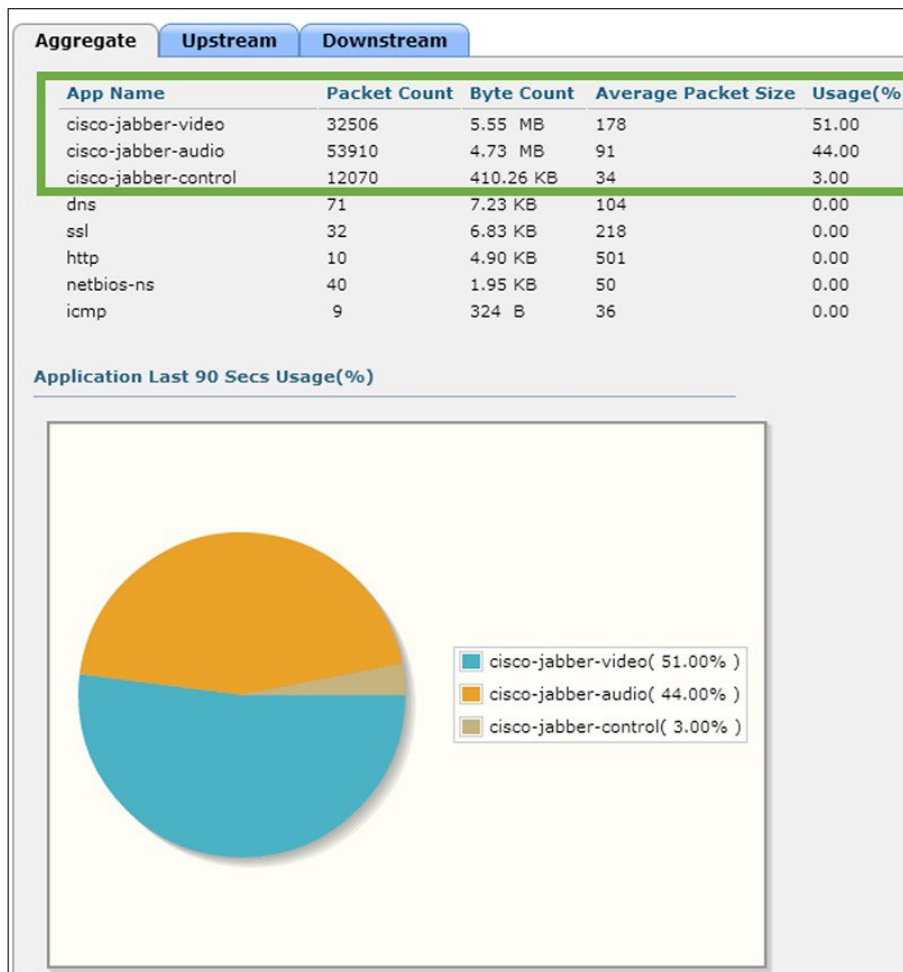 Aggregate Upstream Downstream
App Name Packet Count Byte Count Average Packet Size Usage(%
cisco-jabber-video 32506 5.55 MB 178 51.00
cisco-jabber-audio 53910 4.73 MB 91 44.00
cisco-jabber-control 12070 410.26 KB 34 3.00
dns 71 7.23 KB 104 0.00
ssl 32 6.83 KB 218 0.00
http 10 4.90 KB 501 0.00
netbios-ns 40 1.95 KB 50 0.00
icmp 9 324 B 36 0.00
Application Last 90 Secs Usage(%)
cisco-jabber-video( 51.00% )
cisco-jabber-audio( 44.00% )
cisco-jabber-control( 3.00% )